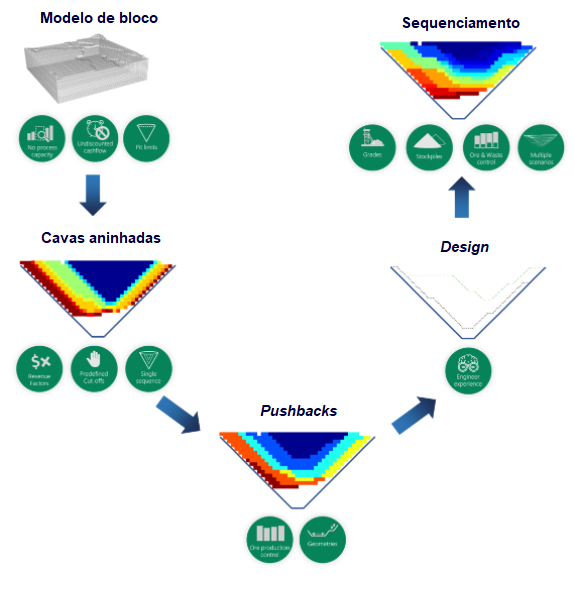 Modelo de bloco
No process
capacity
Undiscounted
cashflow
Pit limits
Cavas aninhadas
$x
Revenue
Factors
Predefined
Cut-offs
Single
sequence
Pushbacks
Ore production
control
Geometries
Design
Engineer
experience
Sequenciamento
Grades
Stockpiles
Ore & Waste
control
Multiple
scenarios